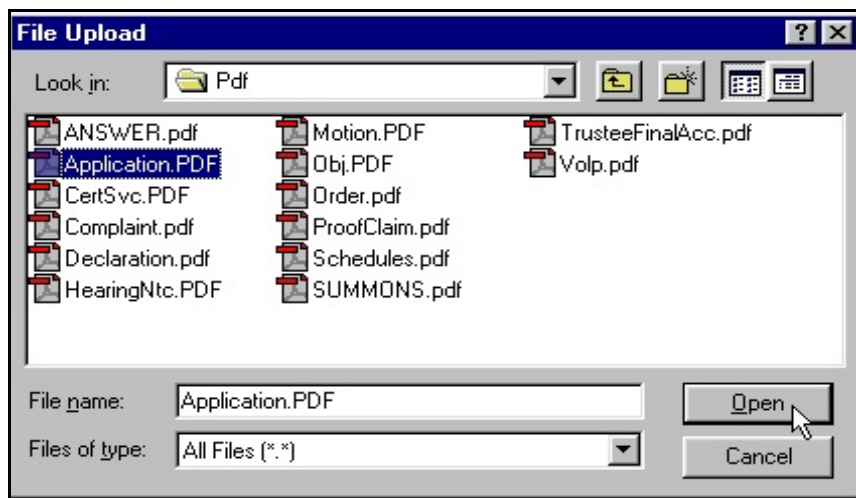 File Upload
Look in:
Pdf
ANSWER.pdf
Application.PDF
CertSvc.PDF
Complaint.pdf
Declaration.pdf
HearingNtc.PDF
Motion.PDF
Obj.PDF
Order.pdf
ProofClaim.pdf
Schedules.pdf
SUMMONS.pdf
TrusteeFinalAcc.pdf
Volp.pdf
File name:
Application.PDF
Open
Files of type:
All Files (*.*)
Cancel